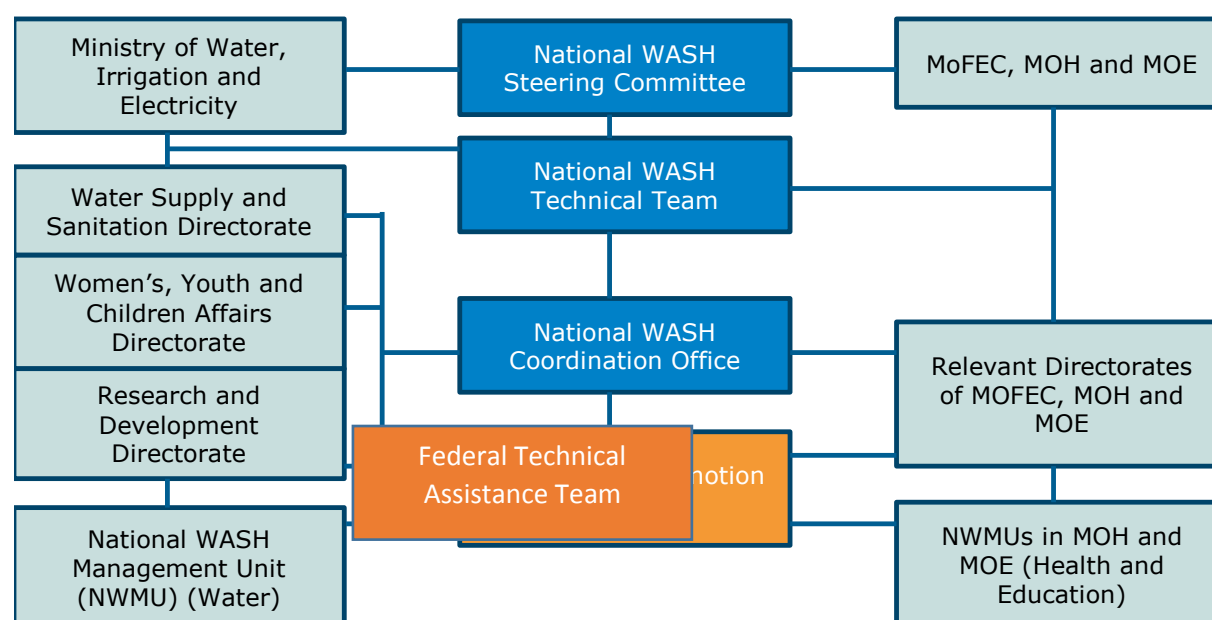 Ministry of Water,
Irrigation and
Electricity
National WASH
Steering Committee
MoFEC, MOH and MOE
Water Supply and
Sanitation Directorate
National WASH
Technical Team
Women’s, Youth and
Children Affairs
Directorate
National WASH
Coordination Office
Relevant Directorates
of MOFEC, MOH and
MOE
Research and
Development
Directorate
Federal Technical
Assistance Team
National WASH
Management Unit
(NWMU) (Water)
NWMUs in MOH and
MOE (Health and
Education)